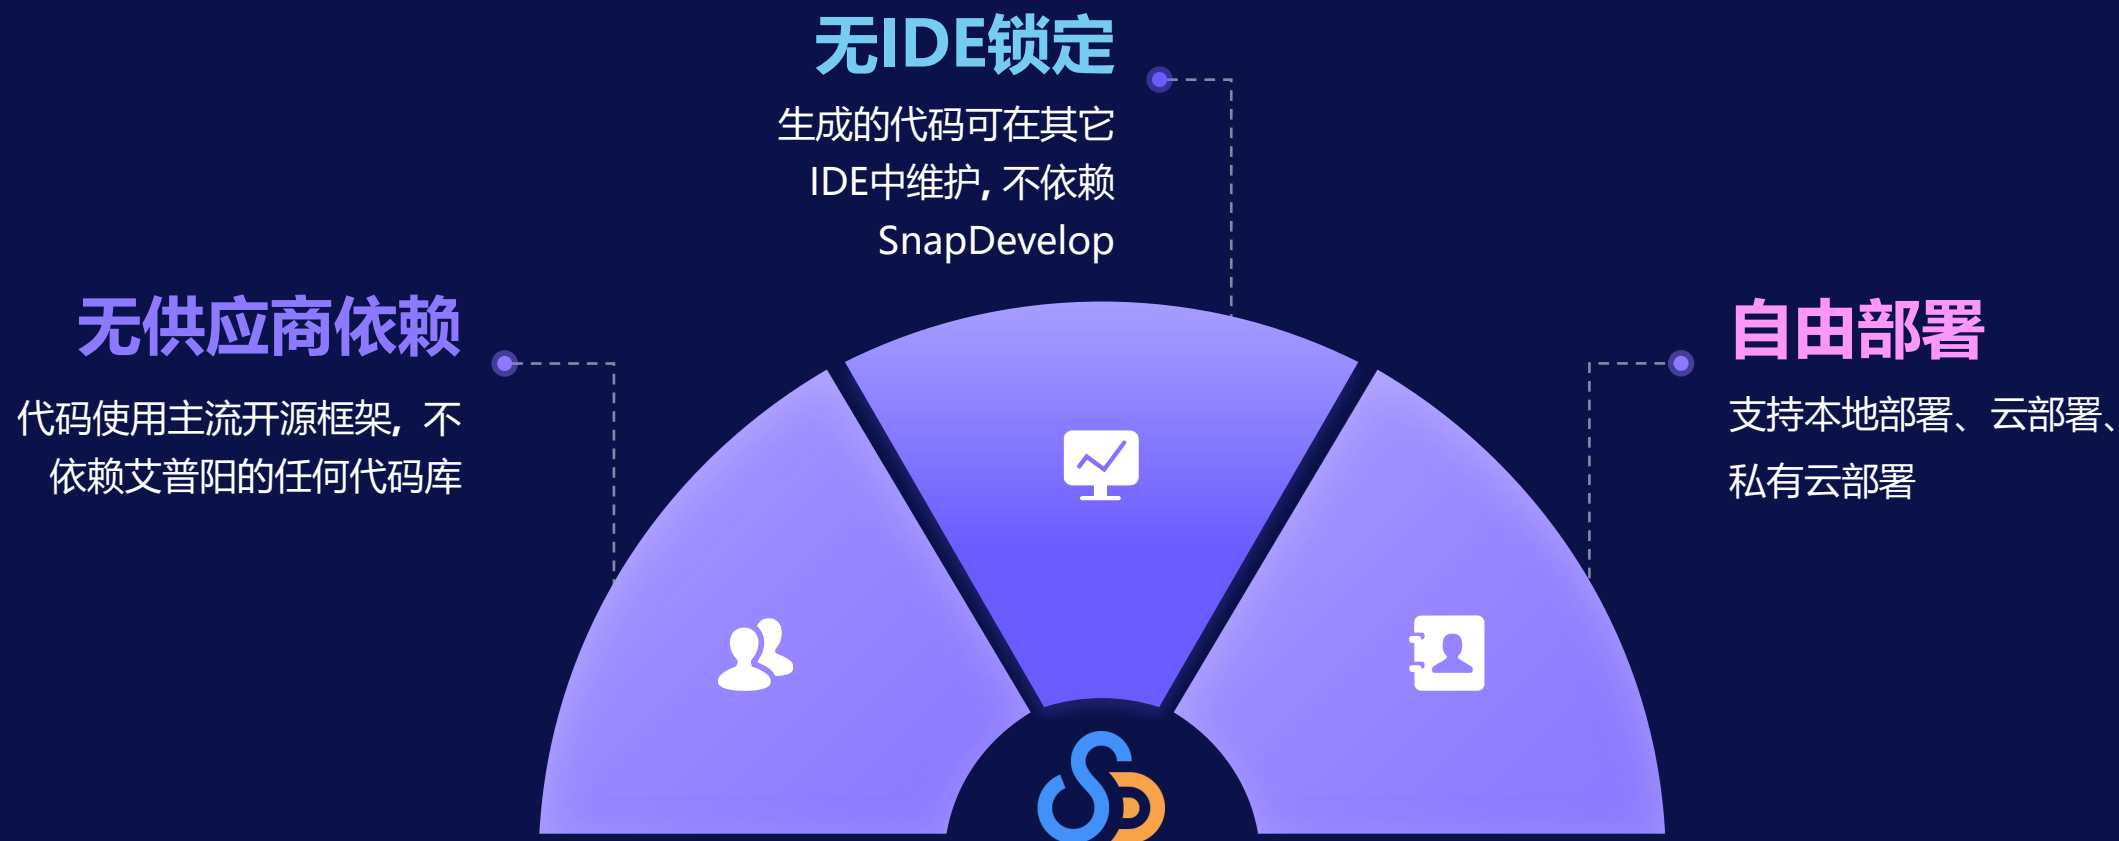 无IDE锁定
生成的代码可在其它
IDE中维护, 不依赖
SnapDevelop
无供应商依赖
代码使用主流开源框架, 不
依赖艾普阳的任何代码库
自由部署
支持本地部署、云部署、
私有云部署